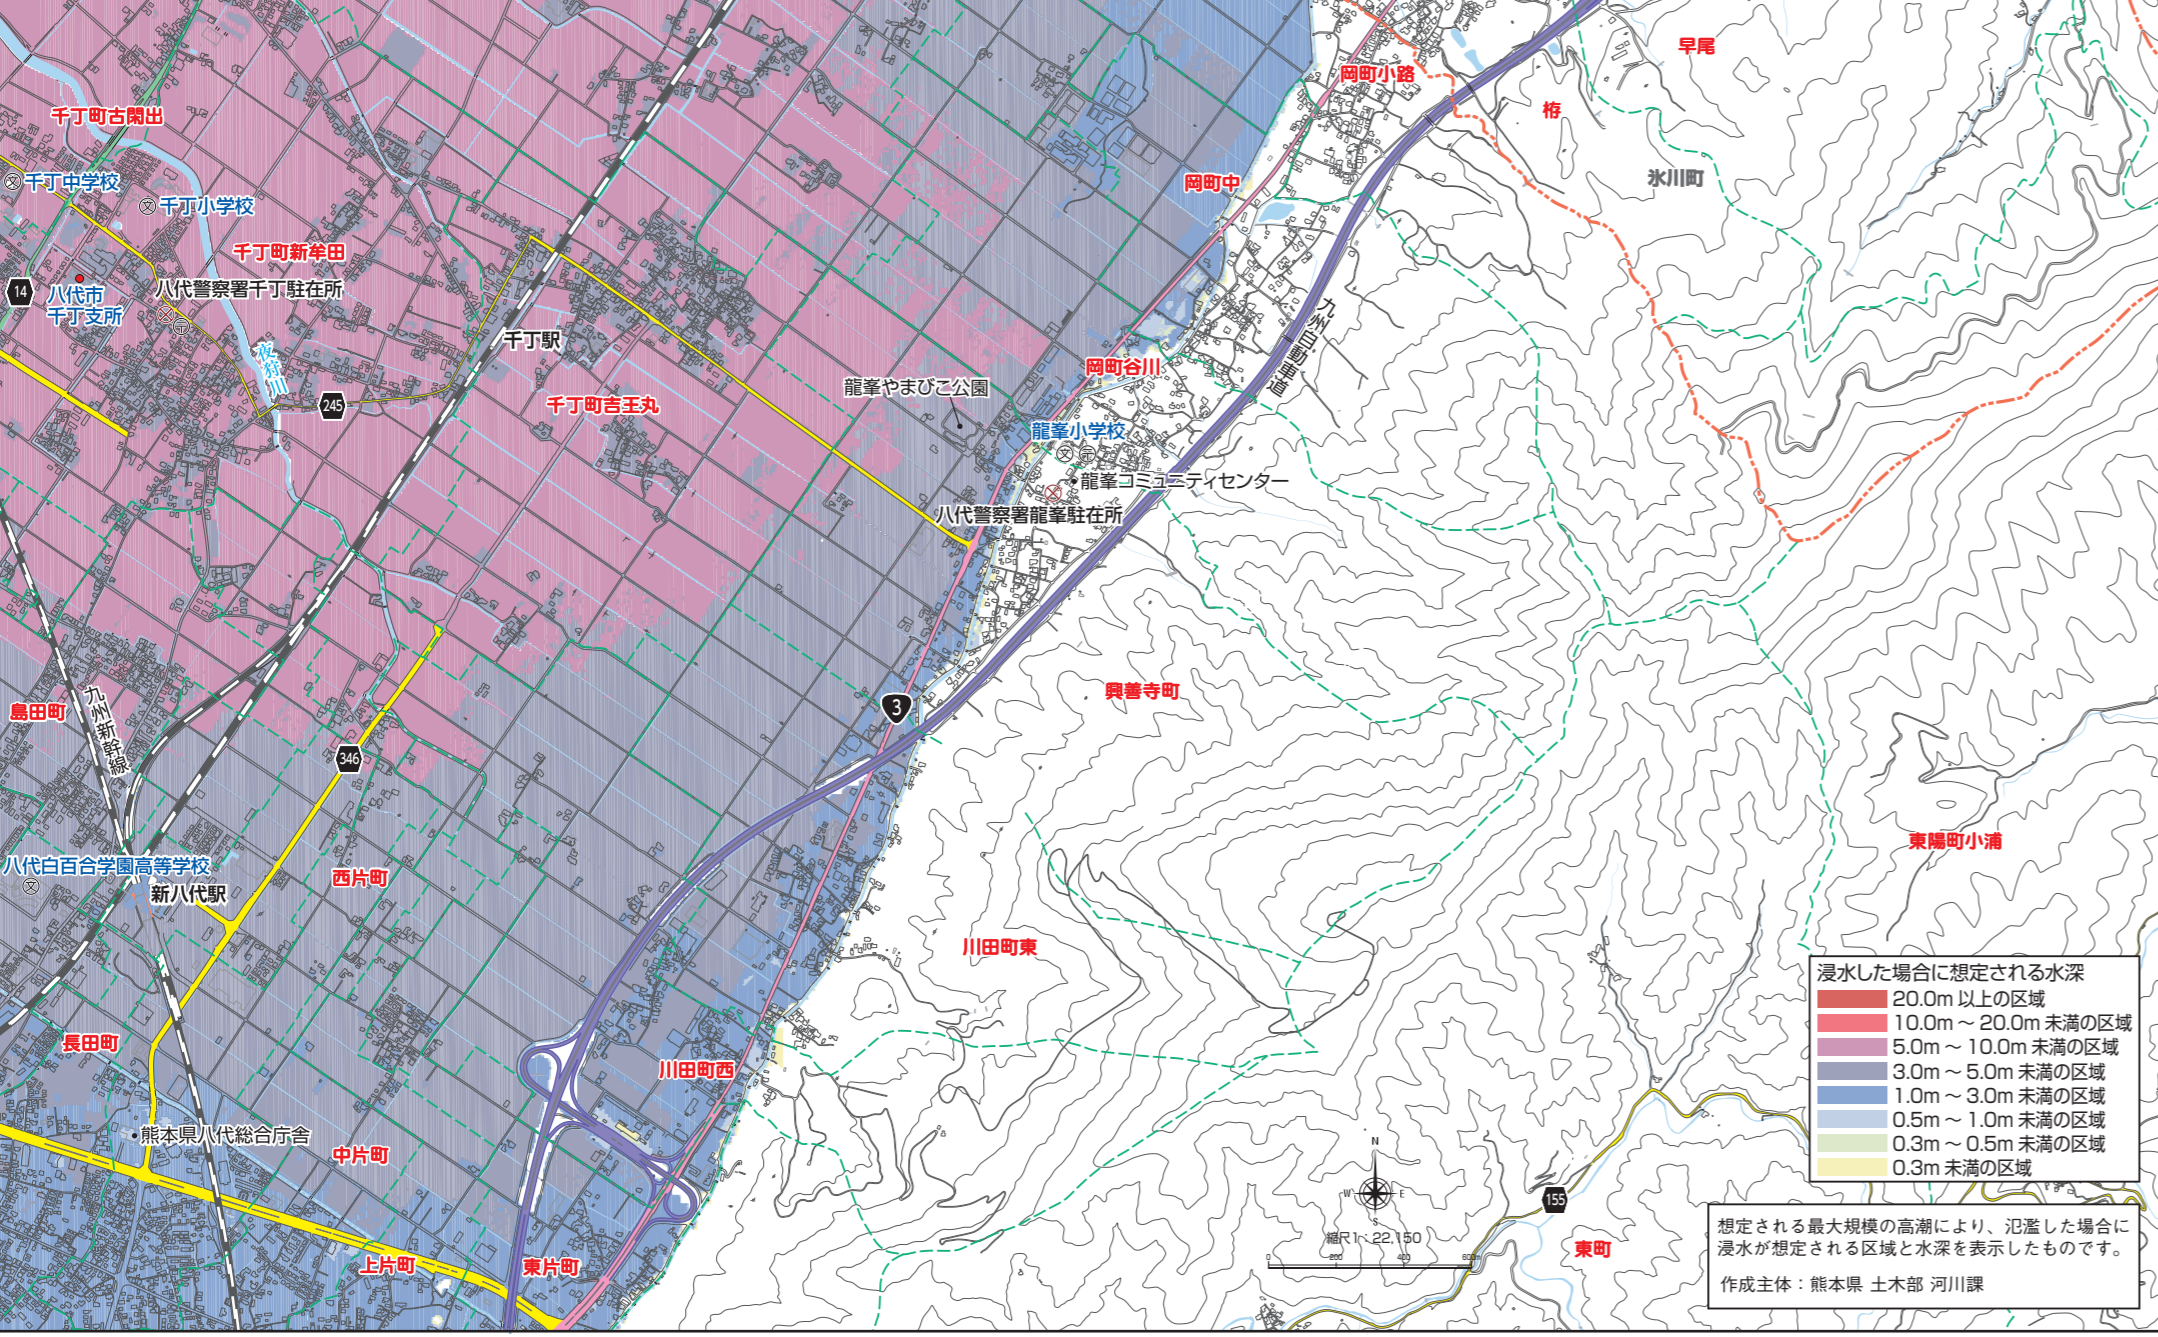 早尾
岡町小路
栫
千丁町古閑出
氷川町
千丁中学校
岡町中
千丁小学校
千丁町新牟田
八代警察署千丁駐在所
14
八代市
千丁支所
九州自動車道
千丁駅
夜狩川
岡町谷川
龍峯やまびこ公園
245
千丁町吉王丸
龍峯小学校
龍峯コミュニティセンター
八代警察署龍峯駐在所
興善寺町
3
島田町
九州新幹線
346
東陽町小浦
八代白百合学園高等学校
西片町
新八代駅
川田町東
長田町
川田町西
熊本県八代総合庁舎
中片町
上片町
東片町
155
東町
N
W
E
S
縮尺1:22,150
0
200
400
600m
浸水した場合に想定される水深
20.0m 以上の区域
10.0m ～ 20.0m 未満の区域
5.0m ～ 10.0m 未満の区域
3.0m ～ 5.0m 未満の区域
1.0m ～ 3.0m 未満の区域
0.5m ～ 1.0m 未満の区域
0.3m ～ 0.5m 未満の区域
0.3m 未満の区域
想定される最大規模の高潮により、氾濫した場合に
浸水が想定される区域と水深を表示したものです。
作成主体：熊本県 土木部 河川課